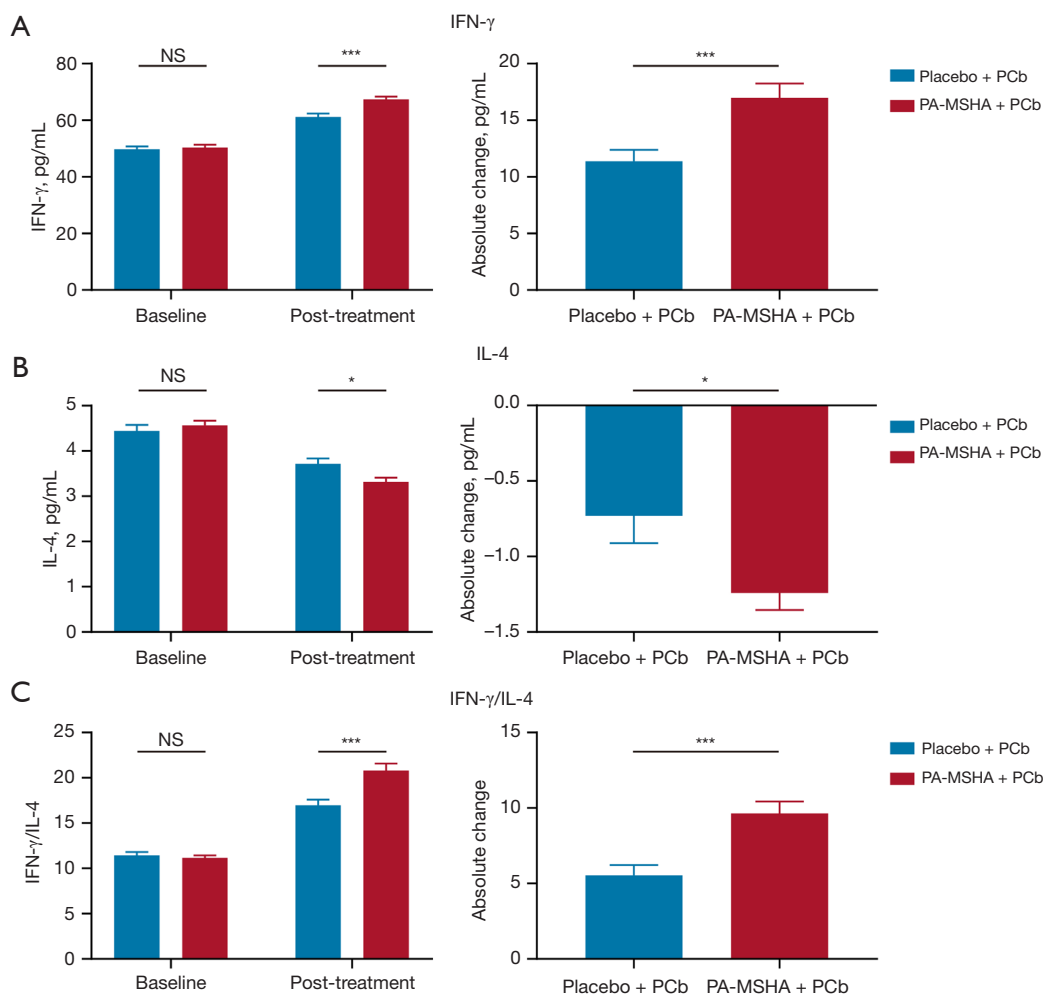 A
IFN-γ
NS
***
80
60
40
20
0
IFN-γ, pg/mL
Baseline
Post-treatment
***
25
20
15
10
5
0
Absolute change, pg/mL
Placebo + PCb
PA-MSHA + PCb
Placebo + PCb
PA-MSHA + PCb
B
IL-4
NS
*
5
4
3
2
1
0
IL-4, pg/mL
Baseline
Post-treatment
*
0.0
−0.5
−1.0
−1.5
Absolute change, pg/mL
Placebo + PCb
PA-MSHA + PCb
Placebo + PCb
PA-MSHA + PCb
C
IFN-γ/IL-4
NS
***
25
20
15
10
5
0
IFN-γ/IL-4
Baseline
Post-treatment
***
15
10
5
0
Absolute change
Placebo + PCb
PA-MSHA + PCb
Placebo + PCb
PA-MSHA + PCb